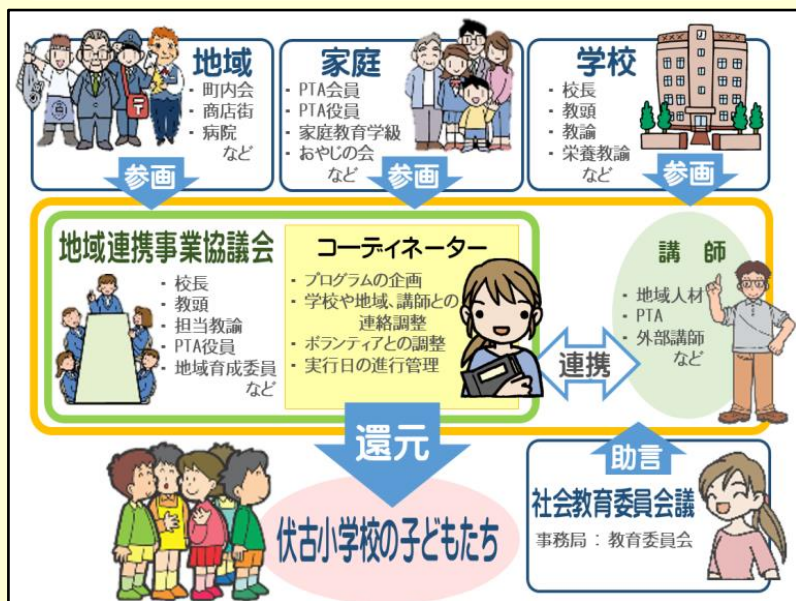 地域
・町内会
・商店街
・病院
など
家庭
・PTA会員
・PTA役員
・家庭教育学級
・おやじの会
など
学校
・校長
・教頭
・教諭
・栄養教諭
など
参画
参画
参画
地域連携事業協議会
・校長
・教頭
・担当教諭
・PTA役員
・地域育成委員
など
コーディネーター
・プログラムの企画
・学校や地域、講師との
連絡調整
・ボランティアとの調整
・実行日の進行管理
連携
講師
・地域人材
・PTA
・外部講師
など
還元
伏古小学校の子どもたち
助言
社会教育委員会議
事務局：教育委員会